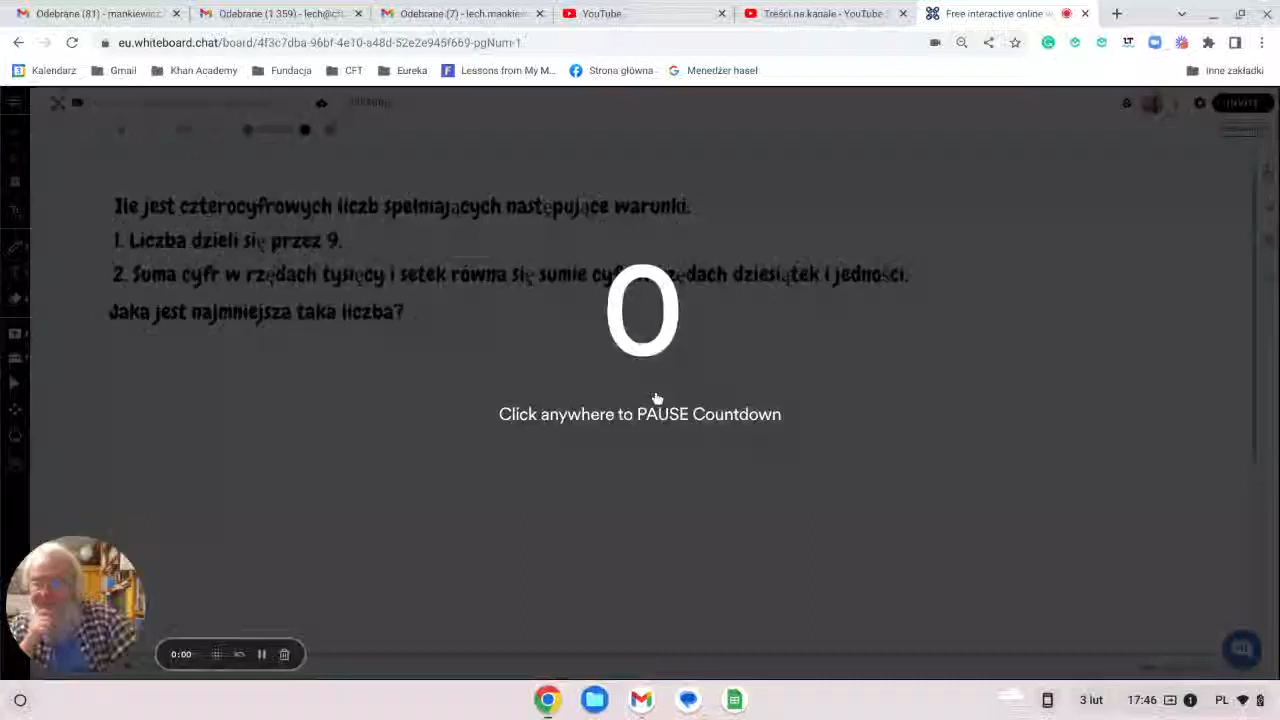 Odebrane (81) - mankiewicz
Odebrane (1 359) - lech@cft
Odebrane (7) - lech.mankiew
YouTube
Treści na kanale - YouTube S
Free interactive online w
eu.whiteboard.chat/board/4f3c7dba-96bf-4e10-a48d-52e2e945f669-pgNum-1
Kalendarz
Gmail
Khan Academy
Fundacja
CFT
Eureka
Lessons from My M...
Strona główna
Menedżer haseł
Inne zakładki
INVITE
Ile jest czterocyfrowych liczb spełniających następujące warunki.
1. Liczba dzieli się przez 9.
2. Suma cyfr w rzędach tysięcy i setek równa się sumie cyfr w rzędach dziesiątek i jedności.
Jaka jest najmniejsza taka liczba?
0
Click anywhere to PAUSE Countdown
0:00
3 lut
17:46
1
PL